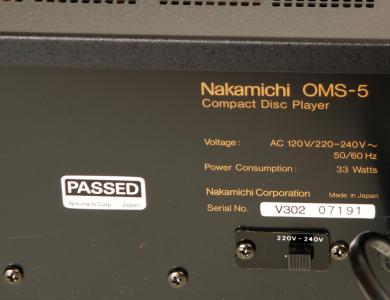 Nakamichi OMS-5
Compact Disc Player
Voltage: AC 120V/220-240V~
50/60 Hz
Power Consumption: 33 Watts
PASSED
Nakamichi Corp. Japan
Nakamichi Corporation Made in Japan
Serial No. V302 07191
220V-240V